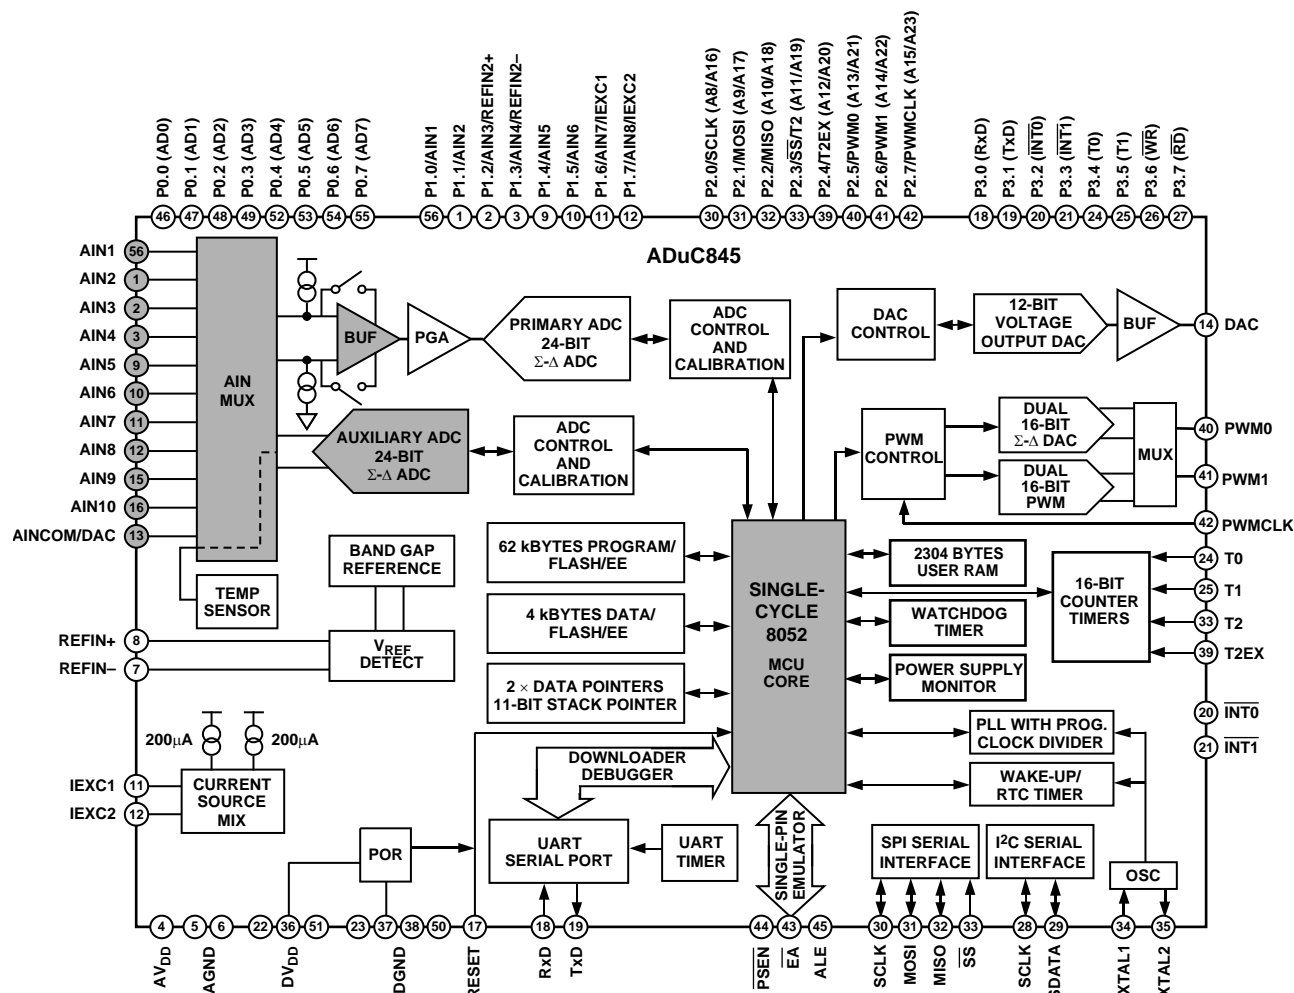 P0.0 (AD0)
P0.1 (AD1)
P0.2 (AD2)
P0.3 (AD3)
P0.4 (AD4)
P0.5 (AD5)
P0.6 (AD6)
P0.7 (AD7)
P1.0/AIN1
P1.1/AIN2
P1.2/AIN3/REFIN2+
P1.3/AIN4/REFIN2–
P1.4/AIN5
P1.5/AIN6
P1.6/AIN7/IEXC1
P1.7/AIN8/IEXC2
P2.0/SCLK (A8/A16)
P2.1/MOSI (A9/A17)
P2.2/MISO (A10/A18)
P2.3/SS/T2 (A11/A19)
P2.4/T2EX (A12/A20)
P2.5/PWM0 (A13/A21)
P2.6/PWM1 (A14/A22)
P2.7/PWMCLK (A15/A23)
P3.0 (RxD)
P3.1 (TxD)
P3.2 (INT0)
P3.3 (INT1)
P3.4 (T0)
P3.5 (T1)
P3.6 (WR)
P3.7 (RD)
46 47 48 49 52 53 54 55
56 1 2 3 9 10 11 12
30 31 32 33 39 40 41 42
18 19 20 21 24 25 26 27
ADuC845
AIN1 56
AIN2 1
AIN3 2
AIN4 3
AIN5 9
AIN6 10
AIN7 11
AIN8 12
AIN9 15
AIN10 16
AINCOM/DAC 13
AIN
MUX
BUF
PGA
PRIMARY ADC
24-BIT
Σ-Δ ADC
ADC
CONTROL
AND
CALIBRATION
DAC
CONTROL
12-BIT
VOLTAGE
OUTPUT DAC
BUF
14 DAC
AUXILIARY ADC
24-BIT
Σ-Δ ADC
ADC
CONTROL
AND
CALIBRATION
PWM
CONTROL
DUAL
16-BIT
Σ-Δ DAC
DUAL
16-BIT
PWM
MUX
40 PWM0
41 PWM1
42 PWMCLK
TEMP
SENSOR
BAND GAP
REFERENCE
VREF
DETECT
REFIN+ 8
REFIN– 7
62 kBYTES PROGRAM/
FLASH/EE
4 kBYTES DATA/
FLASH/EE
2 × DATA POINTERS
11-BIT STACK POINTER
SINGLE-
CYCLE
8052
MCU
CORE
2304 BYTES
USER RAM
WATCHDOG
TIMER
POWER SUPPLY
MONITOR
16-BIT
COUNTER
TIMERS
24 T0
25 T1
33 T2
39 T2EX
20 INT0
21 INT1
PLL WITH PROG.
CLOCK DIVIDER
WAKE-UP/
RTC TIMER
200μA
200μA
IEXC1 11
IEXC2 12
CURRENT
SOURCE
MIX
DOWNLOADER
DEBUGGER
POR
UART
SERIAL PORT
UART
TIMER
SINGLE-PIN
EMULATOR
SPI SERIAL
INTERFACE
I2C SERIAL
INTERFACE
OSC
4 5 6 22 36 51 23 37 38 50 17 18 19 44 43 45 30 31 32 33 28 29 34 35
AVDD
AGND
DVDD
DGND
RESET
RxD
TxD
PSEN
EA
ALE
SCLK
MOSI
MISO
SS
SCLK
SDATA
XTAL1
XTAL2